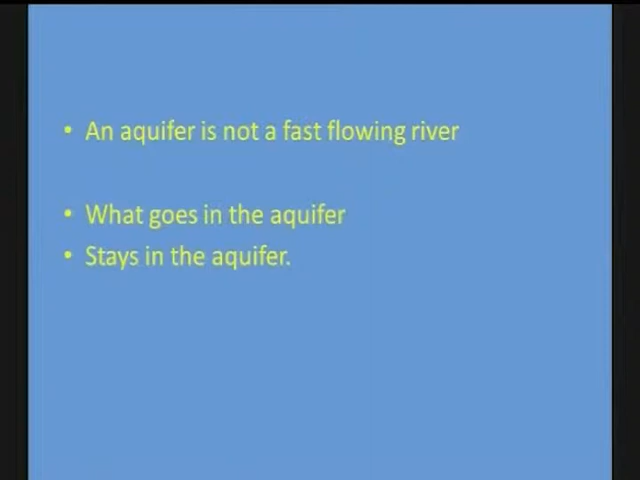 • An aquifer is not a fast flowing river
• What goes in the aquifer
• Stays in the aquifer.